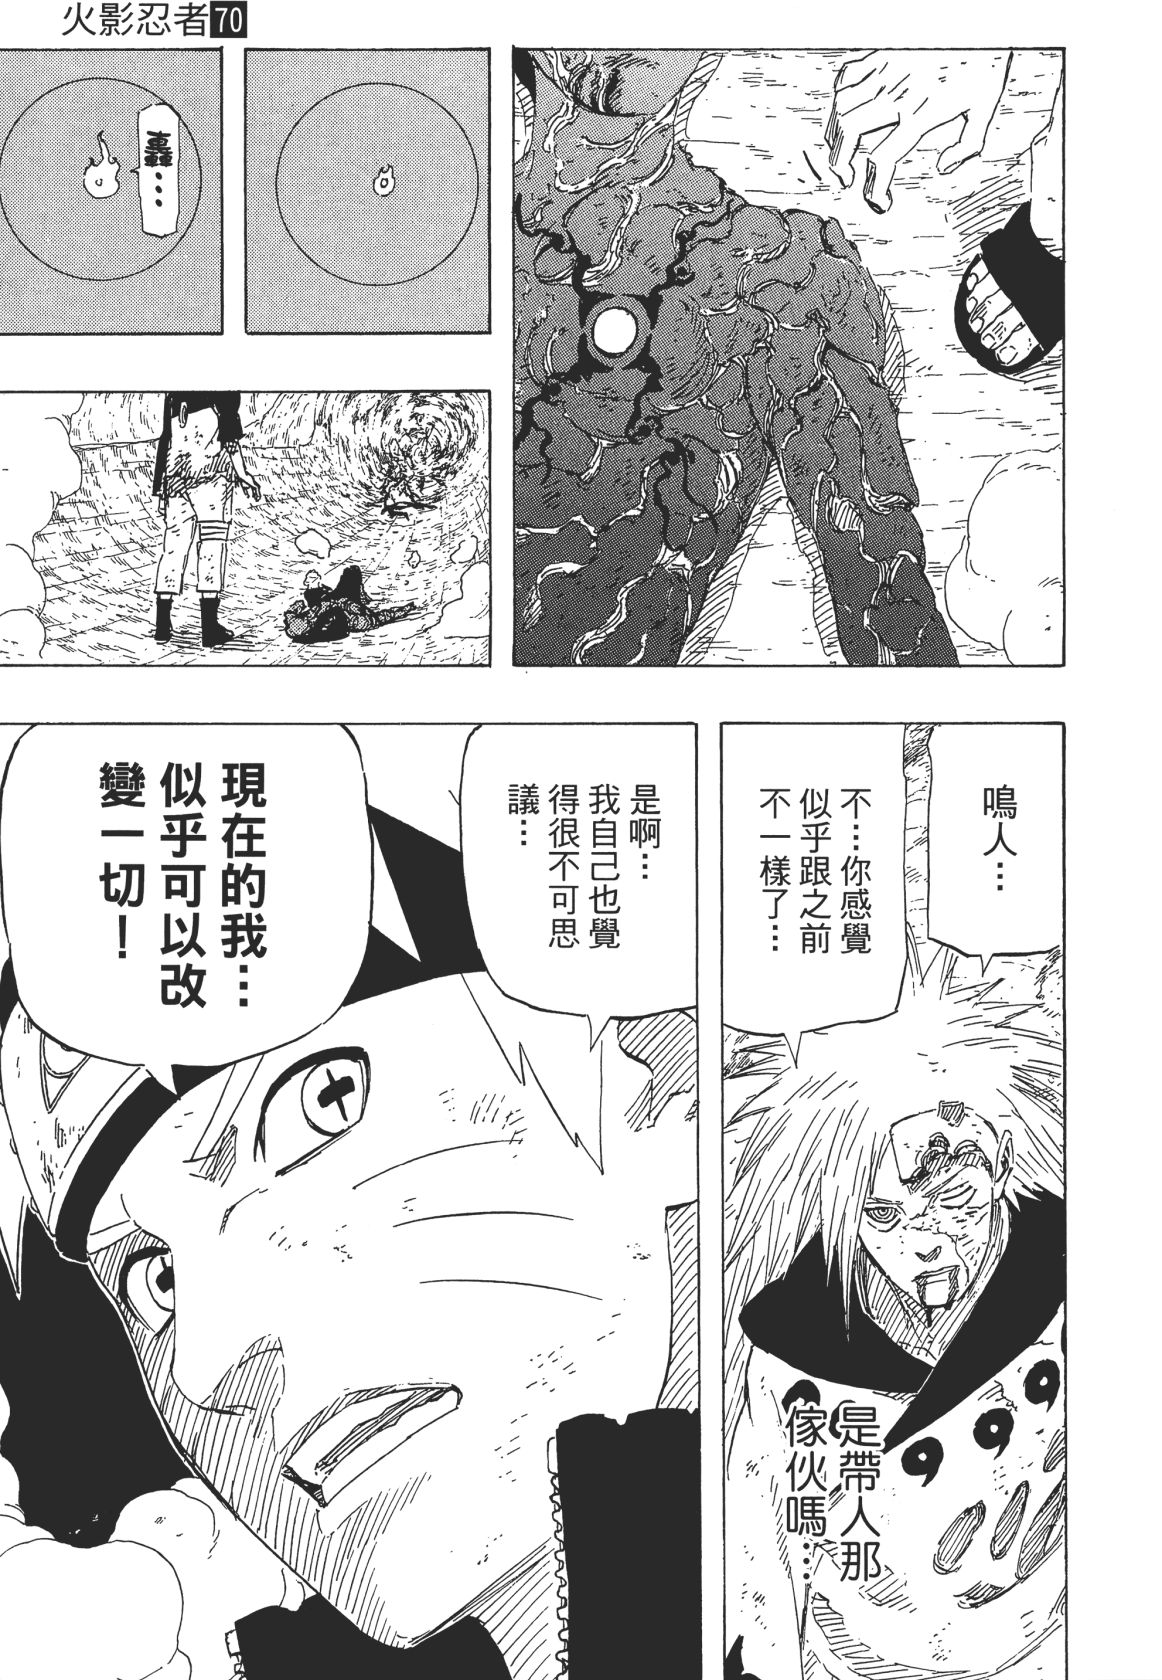 火影忍者70
轟…
鳴人…
不…你感覺
似乎跟之前
不一樣了…
是帶人那
傢伙嗎…
是啊…
我自己也覺
得很不可思
議…
現在的我…
似乎可以改
變一切！